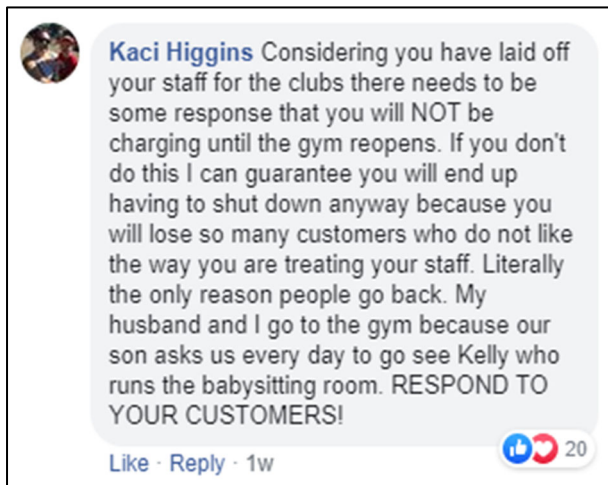 Kaci Higgins Considering you have laid off
your staff for the clubs there needs to be
some response that you will NOT be
charging until the gym reopens. If you don't
do this I can guarantee you will end up
having to shut down anyway because you
will lose so many customers who do not like
the way you are treating your staff. Literally
the only reason people go back. My
husband and I go to the gym because our
son asks us every day to go see Kelly who
runs the babysitting room. RESPOND TO
YOUR CUSTOMERS!
20
Like · Reply · 1w